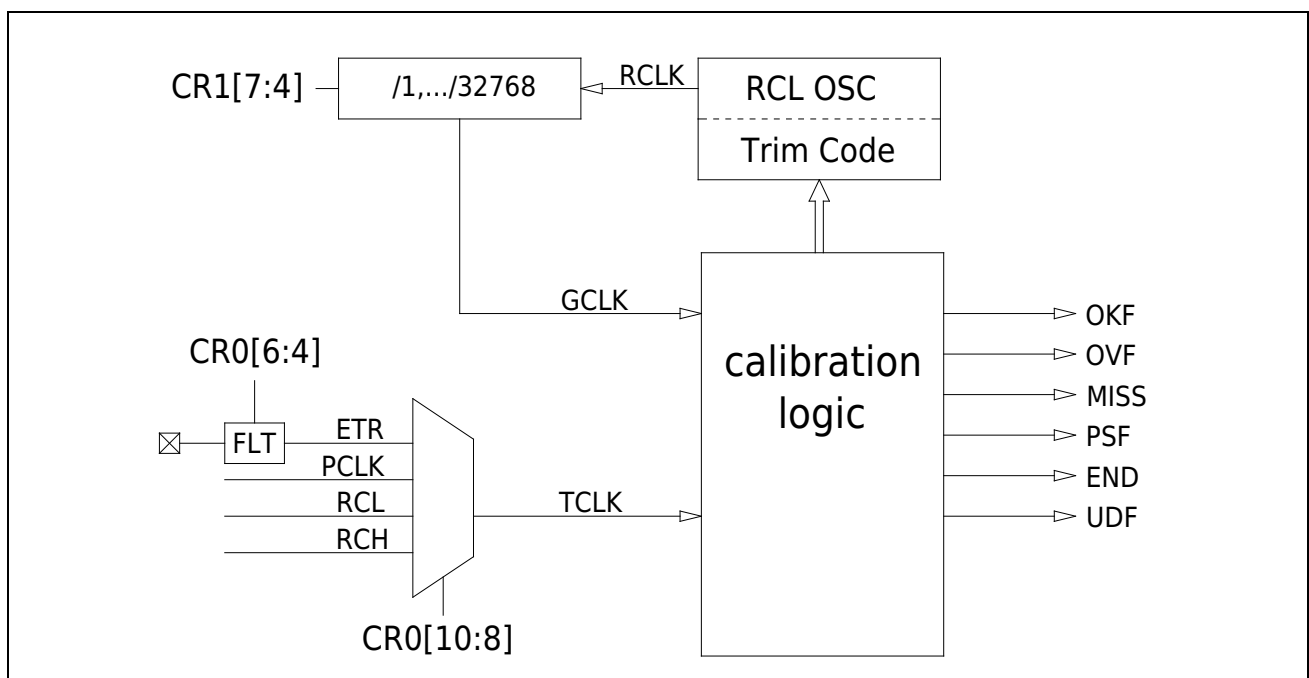 CR1[7:4]
/1,.../32768
RCLK
RCL OSC
Trim Code
GCLK
CR0[6:4]
FLT
ETR
PCLK
RCL
RCH
TCLK
CR0[10:8]
calibration
logic
OKF
OVF
MISS
PSF
END
UDF